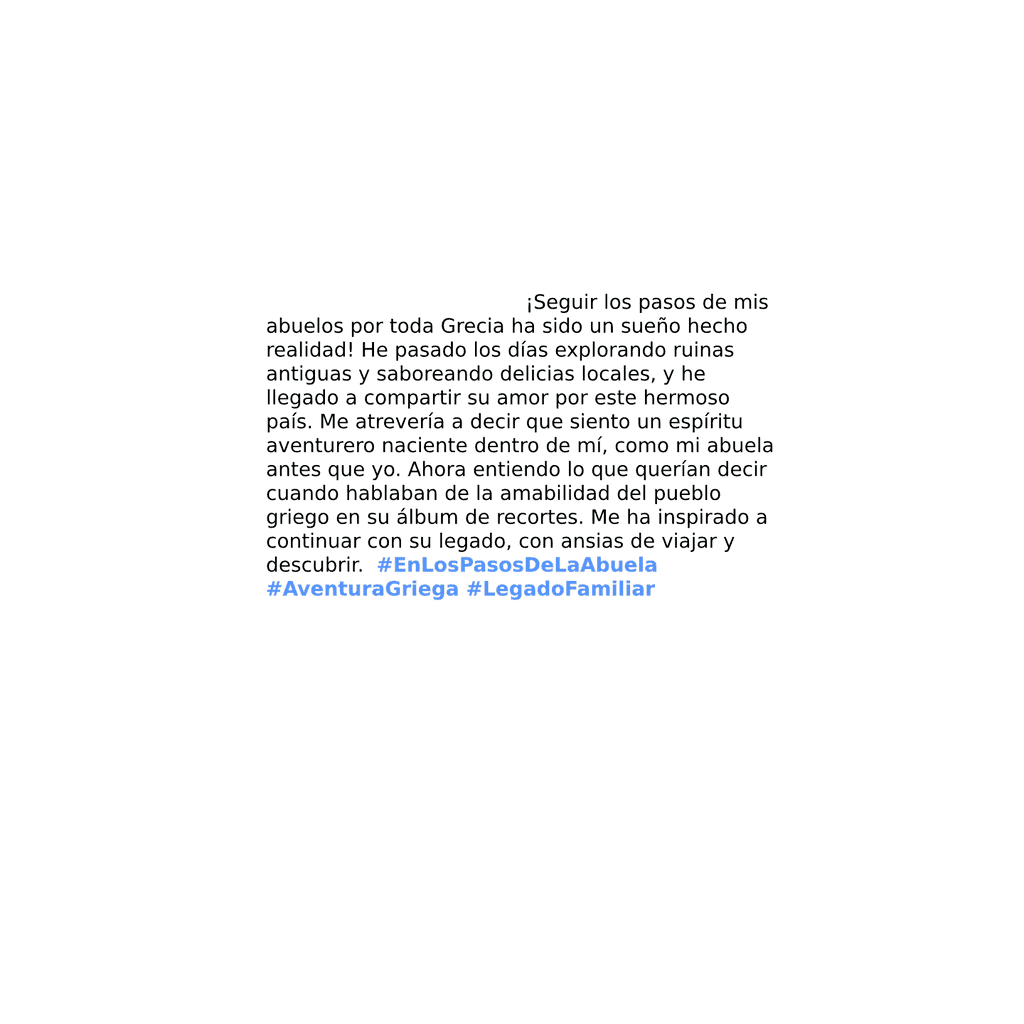 ¡Seguir los pasos de mis
abuelos por toda Grecia ha sido un sueño hecho
realidad! He pasado los días explorando ruinas
antiguas y saboreando delicias locales, y he
llegado a compartir su amor por este hermoso
país. Me atrevería a decir que siento un espíritu
aventurero naciente dentro de mí, como mi abuela
antes que yo. Ahora entiendo lo que querían decir
cuando hablaban de la amabilidad del pueblo
griego en su álbum de recortes. Me ha inspirado a
continuar con su legado, con ansias de viajar y
descubrir.  #EnLosPasosDeLaAbuela
#AventuraGriega #LegadoFamiliar